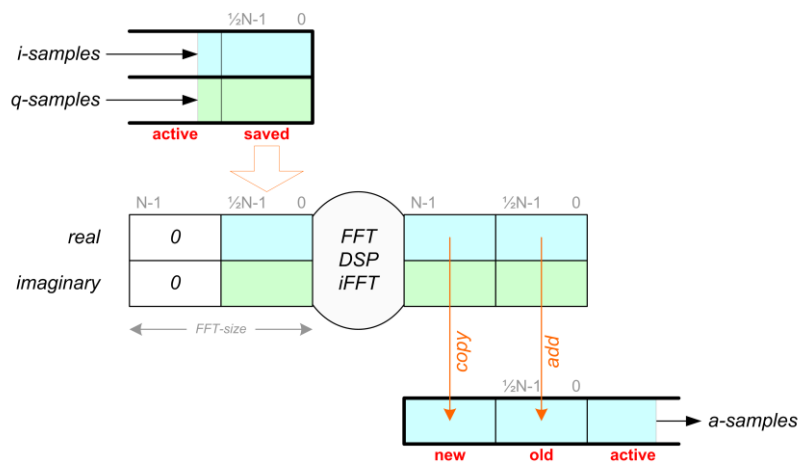 ½N-1 0
i-samples
q-samples
active saved
N-1 ½N-1 0 N-1 ½N-1 0
real 0 FFT
DSP
imaginary 0 iFFT
FFT-size
copy add
½N-1 0
a-samples
new old active